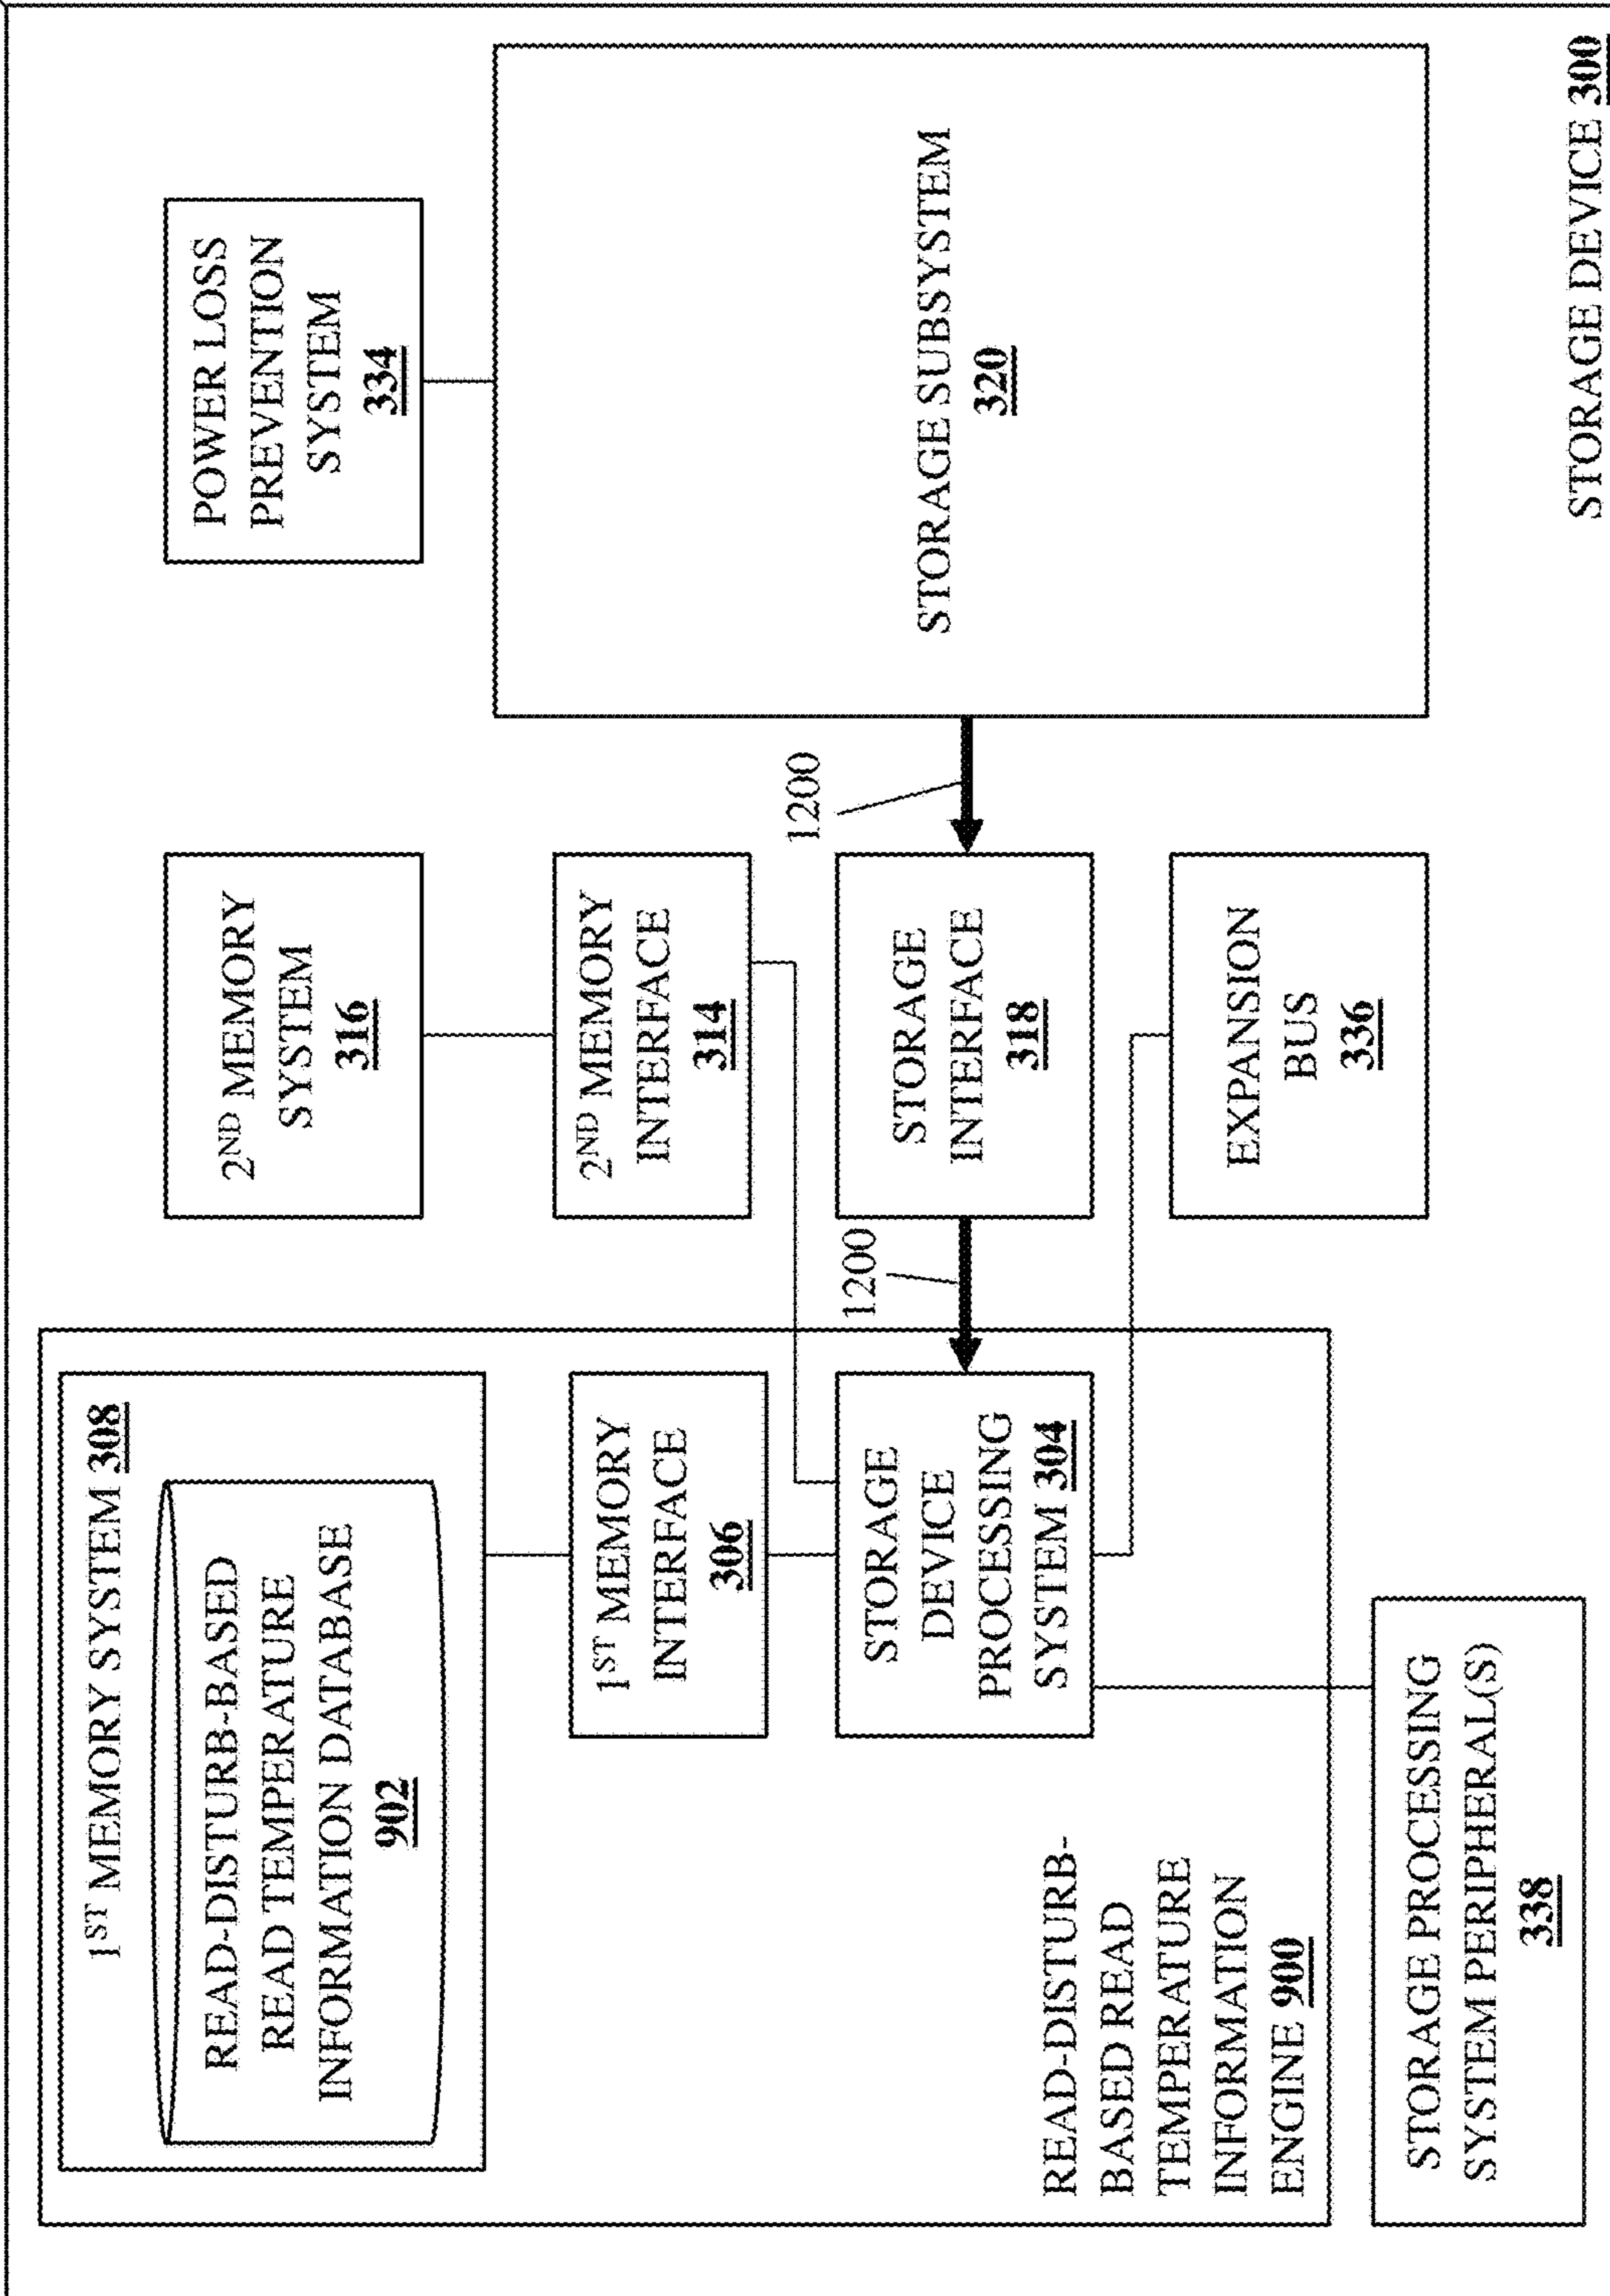 1ST MEMORY SYSTEM 308
READ-DISTURB-BASED
READ TEMPERATURE
INFORMATION DATABASE
902
1ST MEMORY
INTERFACE
306
STORAGE
DEVICE
PROCESSING
SYSTEM 304
READ-DISTURB-
BASED READ
TEMPERATURE
INFORMATION
ENGINE 900
STORAGE PROCESSING
SYSTEM PERIPHERAL(S)
338
2ND MEMORY
SYSTEM
316
2ND MEMORY
INTERFACE
314
1200
STORAGE
INTERFACE
318
1200
EXPANSION
BUS
336
POWER LOSS
PREVENTION
SYSTEM
334
STORAGE SUBSYSTEM
320
STORAGE DEVICE 300